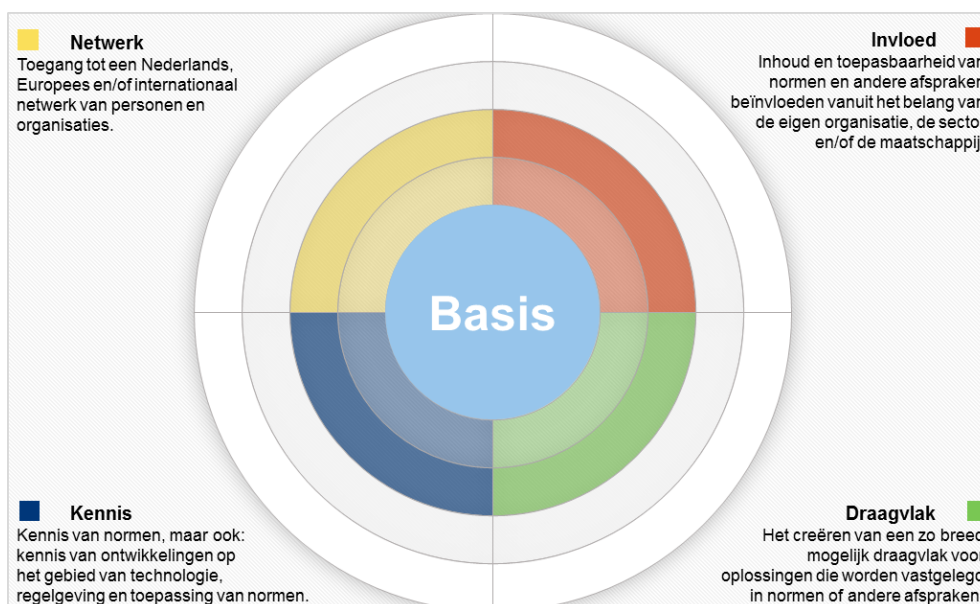 Netwerk
Toegang tot een Nederlands,
Europees en/of internationaal
netwerk van personen en
organisaties.
Invloed
Inhoud en toepasbaarheid van
normen en andere afspraken
beïnvloeden vanuit het belang van
de eigen organisatie, de sector
en/of de maatschappij
Basis
Kennis
Kennis van normen, maar ook:
kennis van ontwikkelingen op
het gebied van technologie,
regelgeving en toepassing van normen.
Draagvlak
Het creëren van een zo breed
mogelijk draagvlak voor
oplossingen die worden vastgelegd
in normen of andere afspraken